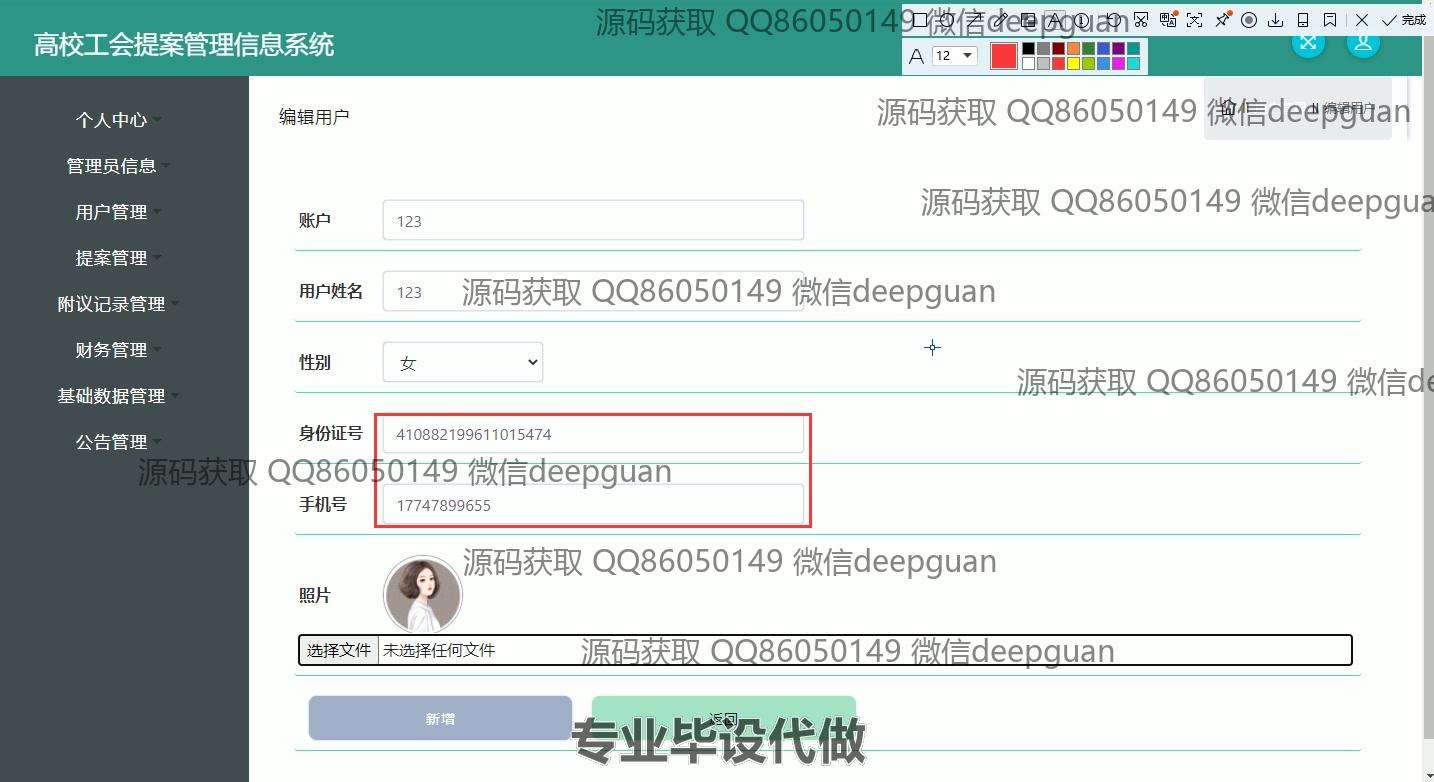 源码获取 QQ86050149 微信deepguan
完成
高校工会提案管理信息系统
A 12
源码获取 QQ86050149 微信deepguan
编辑用户
个人中心
编辑用户
管理员信息
源码获取 QQ86050149 微信deepgua
用户管理
账户 123
提案管理
用户姓名 123
源码获取 QQ86050149 微信deepguan
附议记录管理
财务管理
性别 女
源码获取 QQ86050149 微信de
基础数据管理
身份证号 410882199611015474
公告管理
源码获取 QQ86050149 微信deepguan
手机号 17747899655
源码获取 QQ86050149 微信deepguan
照片
选择文件 未选择任何文件
源码获取 QQ86050149 微信deepguan
新增
返回
专业毕设代做